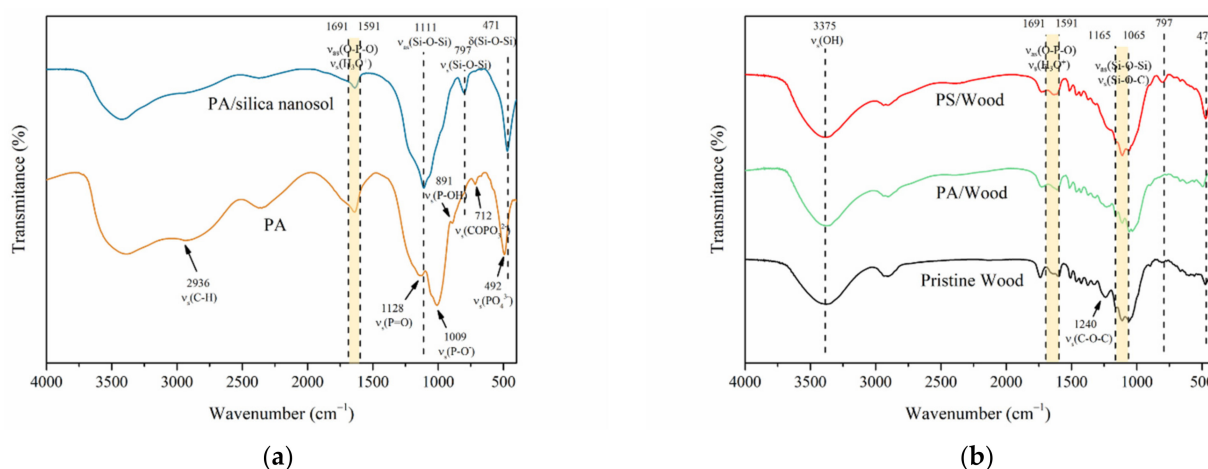 1691 1591 1111 471
νas(O-P-O) νas(Si-O-Si) δ(Si-O-Si)
νs(H3O+) 797
νs(Si-O-Si)
PA/silica nanosol
891
νs(P-OH)
PA
712
2936
νs(C-H)
1128
νs(P=O)
1009
νs(P-O-)
492
νs(PO43-)
Transmitance (%)
4000 3500 3000 2500 2000 1500 1000 500
Wavenumber (cm−1)
(a)
3375
νs(OH)
1691 1591 797
νas(O-P-O) 1165 1065 47
νs(H3O+) νas(Si-O-Si)
νs(Si-O-C)
PS/Wood
PA/Wood
Pristine Wood
1240
νs(C-O-C)
Transmittance (%)
4000 3500 3000 2500 2000 1500 1000 500
Wavenumber (cm−1)
(b)